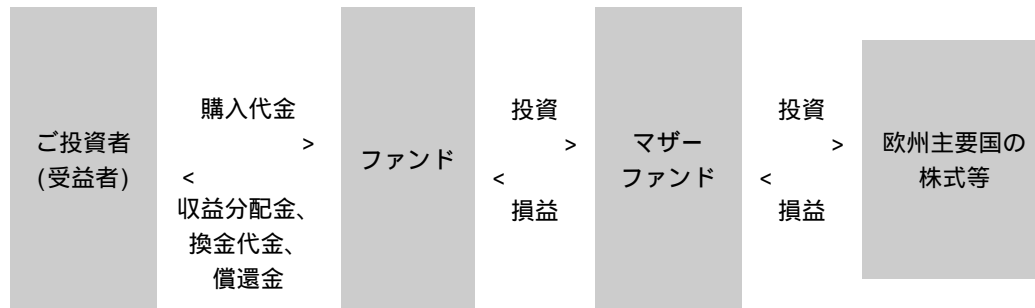 ご投資者
(受益者)
購入代金
>
<
収益分配金、
換金代金、
償還金
ファンド
投資
>
<
損益
マザー
ファンド
投資
>
<
損益
欧州主要国の
株式等